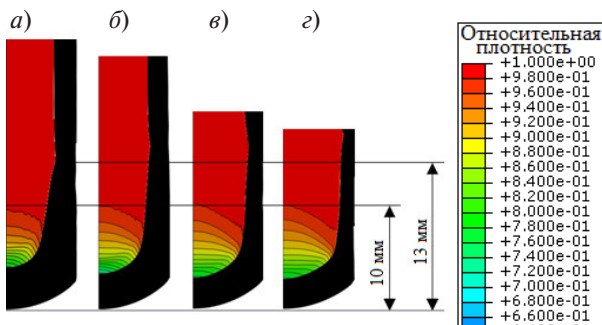 а) б) в) г)
Относительная
плотность
+1.000e+00
+9.800e-01
+9.600e-01
+9.400e-01
+9.200e-01
+9.000e-01
+8.800e-01
+8.600e-01
+8.400e-01
+8.200e-01
+8.000e-01
+7.800e-01
+7.600e-01
+7.400e-01
+7.200e-01
+7.000e-01
+6.800e-01
+6.600e-01
10 мм
13 мм